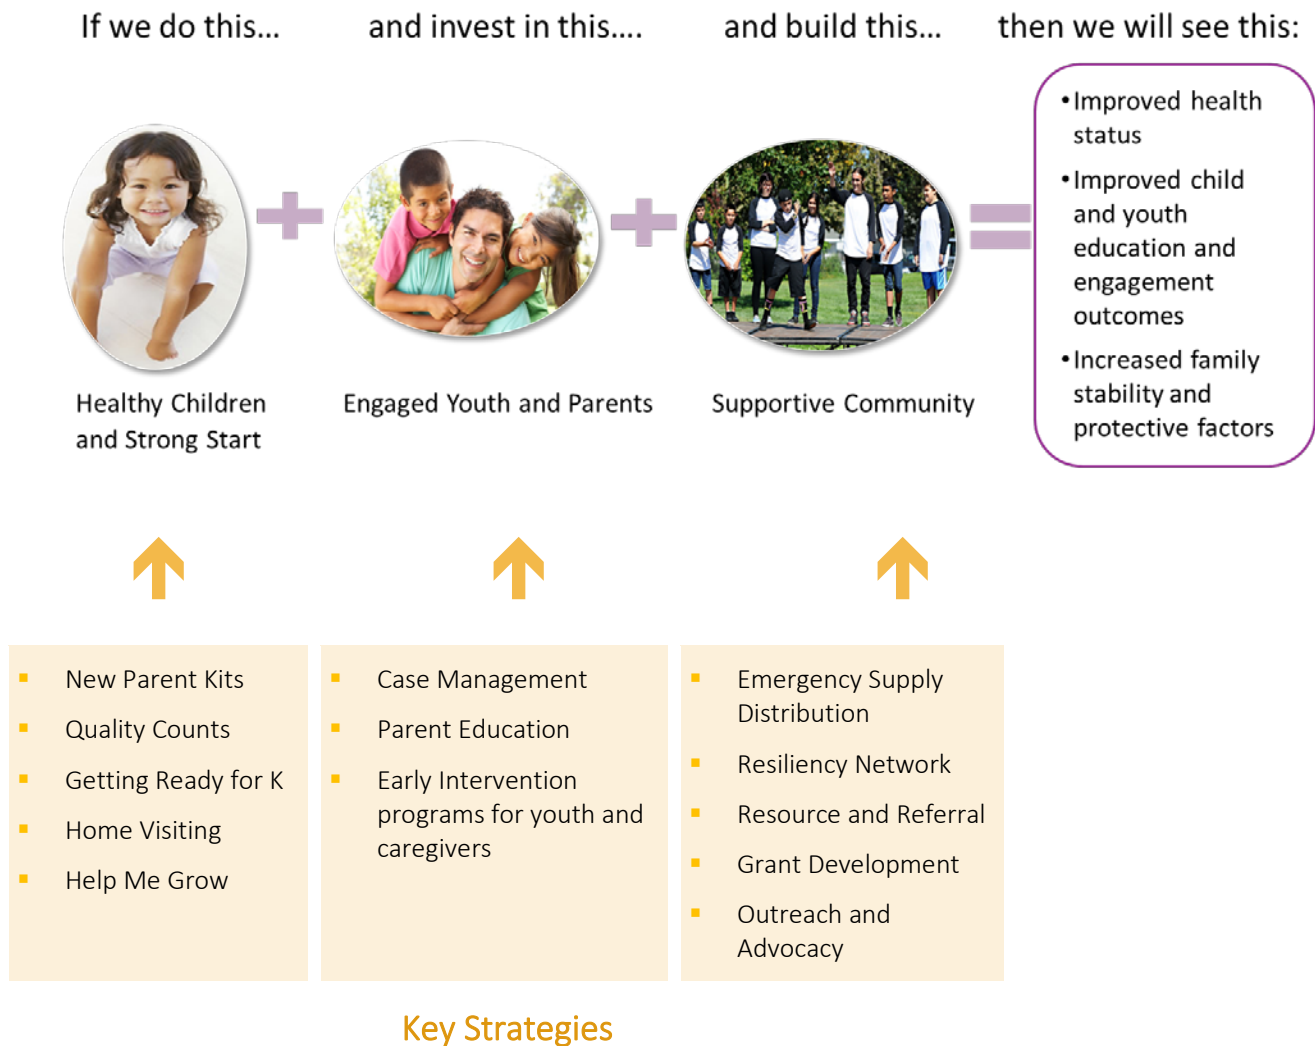 If we do this...
and invest in this....
and build this...
then we will see this:
•Improved health
status
•Improved child
and youth
education and
engagement
outcomes
•Increased family
stability and
protective factors
Healthy Children
and Strong Start
Engaged Youth and Parents
Supportive Community
▪ New Parent Kits
▪ Quality Counts
▪ Getting Ready for K
▪ Home Visiting
▪ Help Me Grow
▪ Case Management
▪ Parent Education
▪ Early Intervention
programs for youth and
caregivers
▪ Emergency Supply
Distribution
▪ Resiliency Network
▪ Resource and Referral
▪ Grant Development
▪ Outreach and
Advocacy
Key Strategies